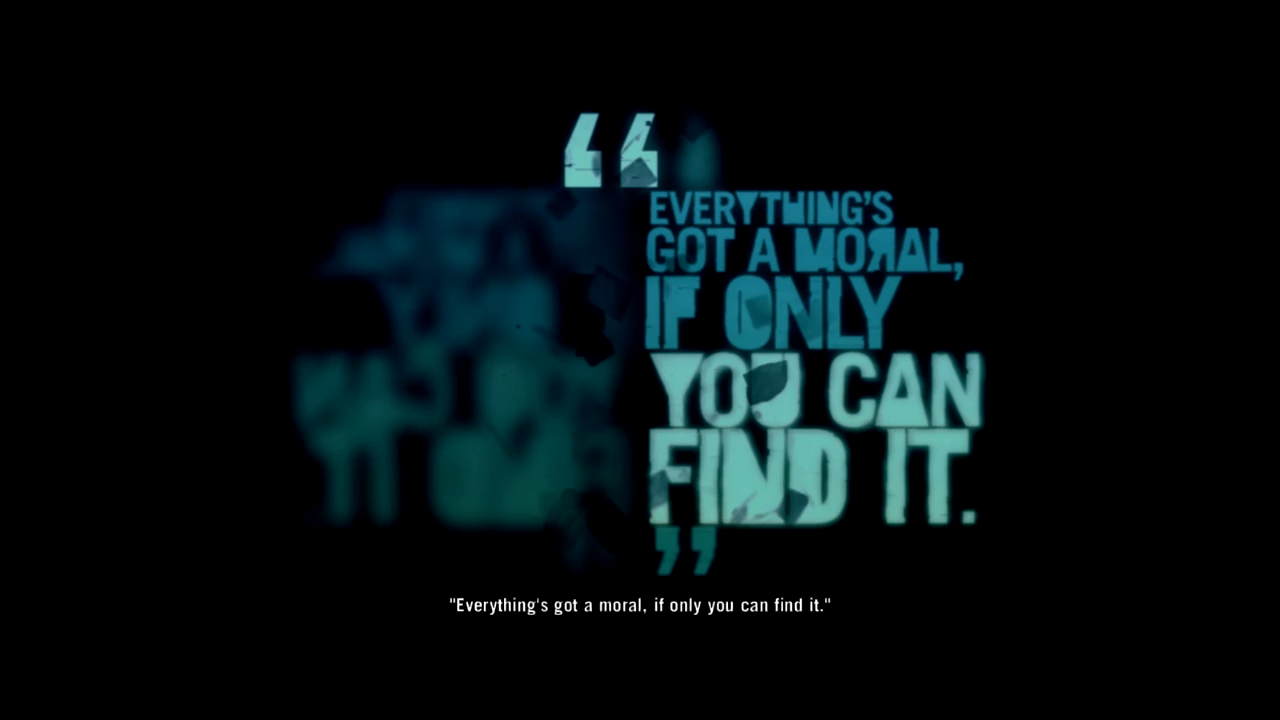 “
EVERYTHING'S
GOT A MORAL,
IF ONLY
YOU CAN
FIND IT.
”
"Everything's got a moral, if only you can find it."